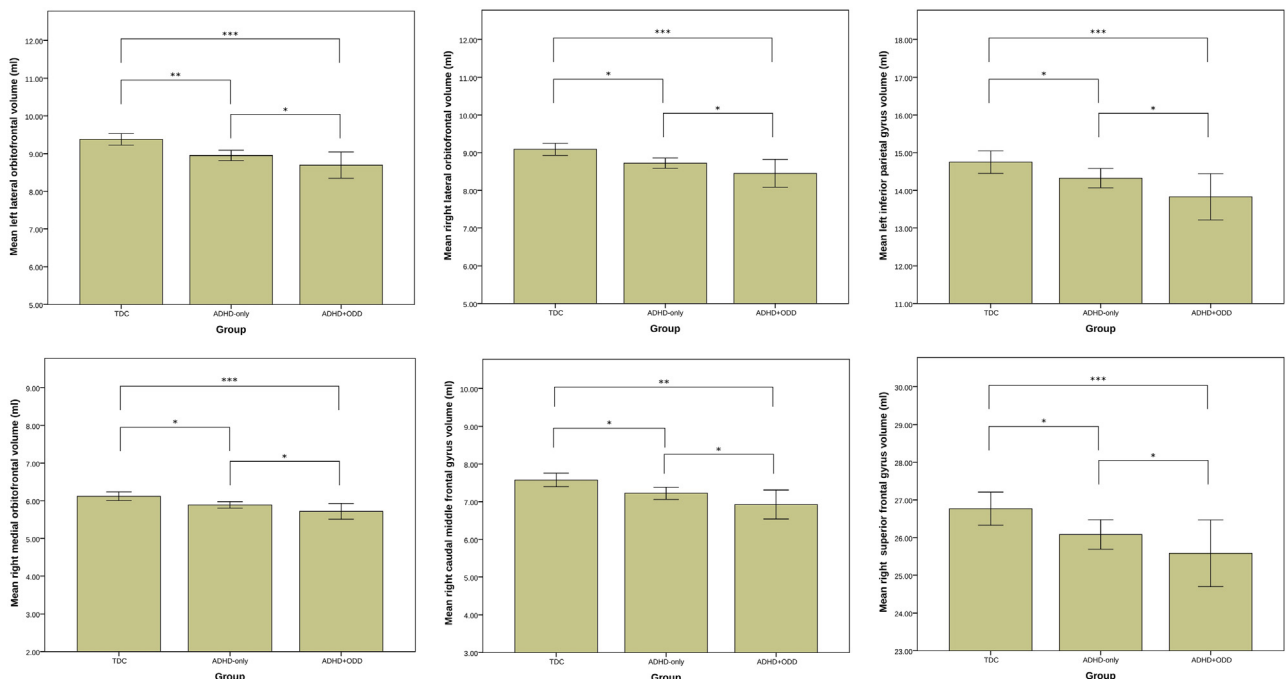 Mean left lateral orbitofrontal volume (ml)
12.00
11.00
10.00
9.00
8.00
7.00
6.00
5.00
***
**
*
TDC
ADHD-only
ADHD+ODD
Group
Mean rirght lateral orbitofrontal volume (ml)
12.00
11.00
10.00
9.00
8.00
7.00
6.00
5.00
***
*
*
TDC
ADHD-only
ADHD+ODD
Group
Mean left inferior parietal gyrus volume (ml)
18.00
17.00
16.00
15.00
14.00
13.00
12.00
11.00
***
*
*
TDC
ADHD-only
ADHD+ODD
Group
Mean right medial orbitofrontal volume (ml)
9.00
8.00
7.00
6.00
5.00
4.00
3.00
2.00
***
*
*
TDC
ADHD-only
ADHD+ODD
Group
Mean right caudal middle frontal gyrus volume (ml)
10.00
9.00
8.00
7.00
6.00
5.00
4.00
3.00
**
*
*
TDC
ADHD-only
ADHD+ODD
Group
Mean right superior frontal gyrus volume (ml)
30.00
29.00
28.00
27.00
26.00
25.00
24.00
23.00
***
*
*
TDC
ADHD-only
ADHD+ODD
Group